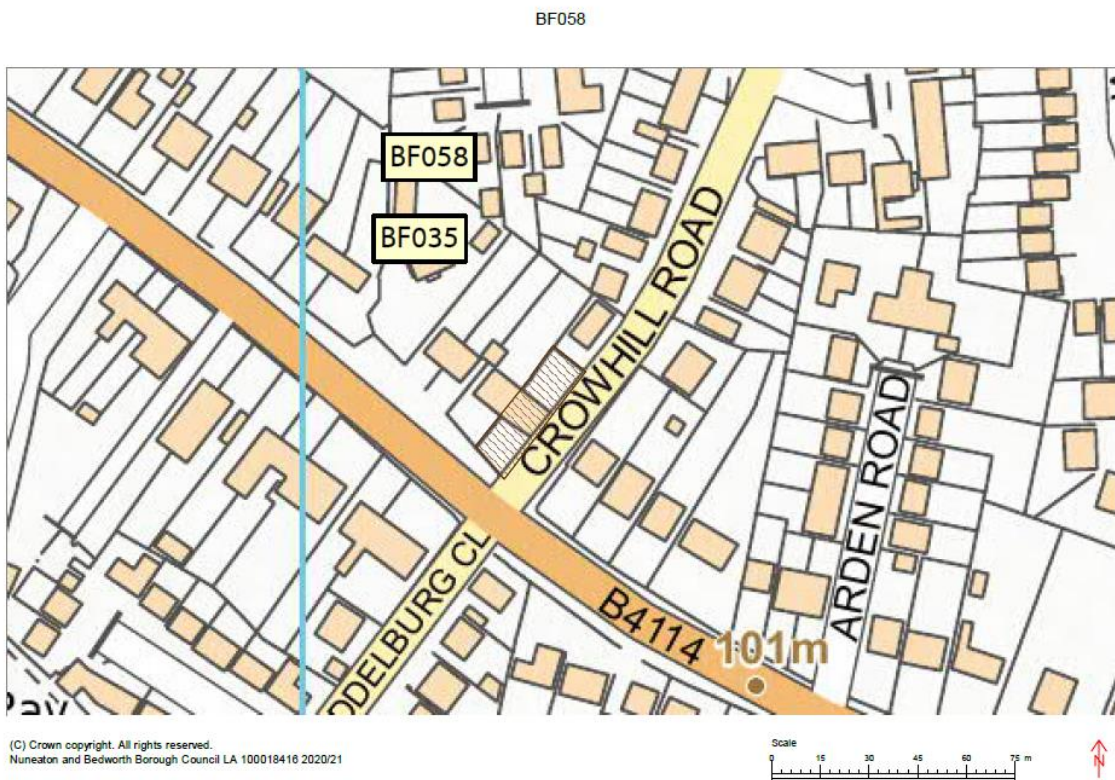 BF058
BF058
BF035
CROWHILL ROAD
ARDEN ROAD
DDELBURG CL
B4114
101m
(C) Crown copyright. All rights reserved.
Nuneaton and Bedworth Borough Council LA 100018416 2020/21
Scale
0 15 30 45 60 75 m
N